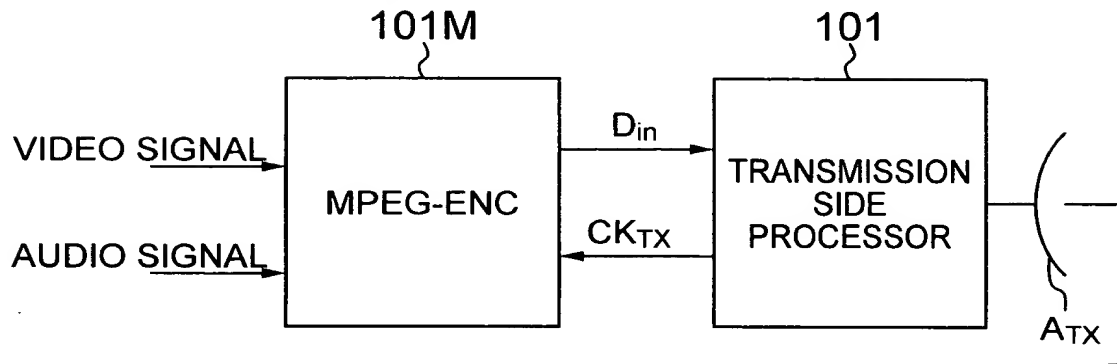 101M
101
VIDEO SIGNAL
AUDIO SIGNAL
MPEG-ENC
Din
CKTX
TRANSMISSION
SIDE
PROCESSOR
ATX